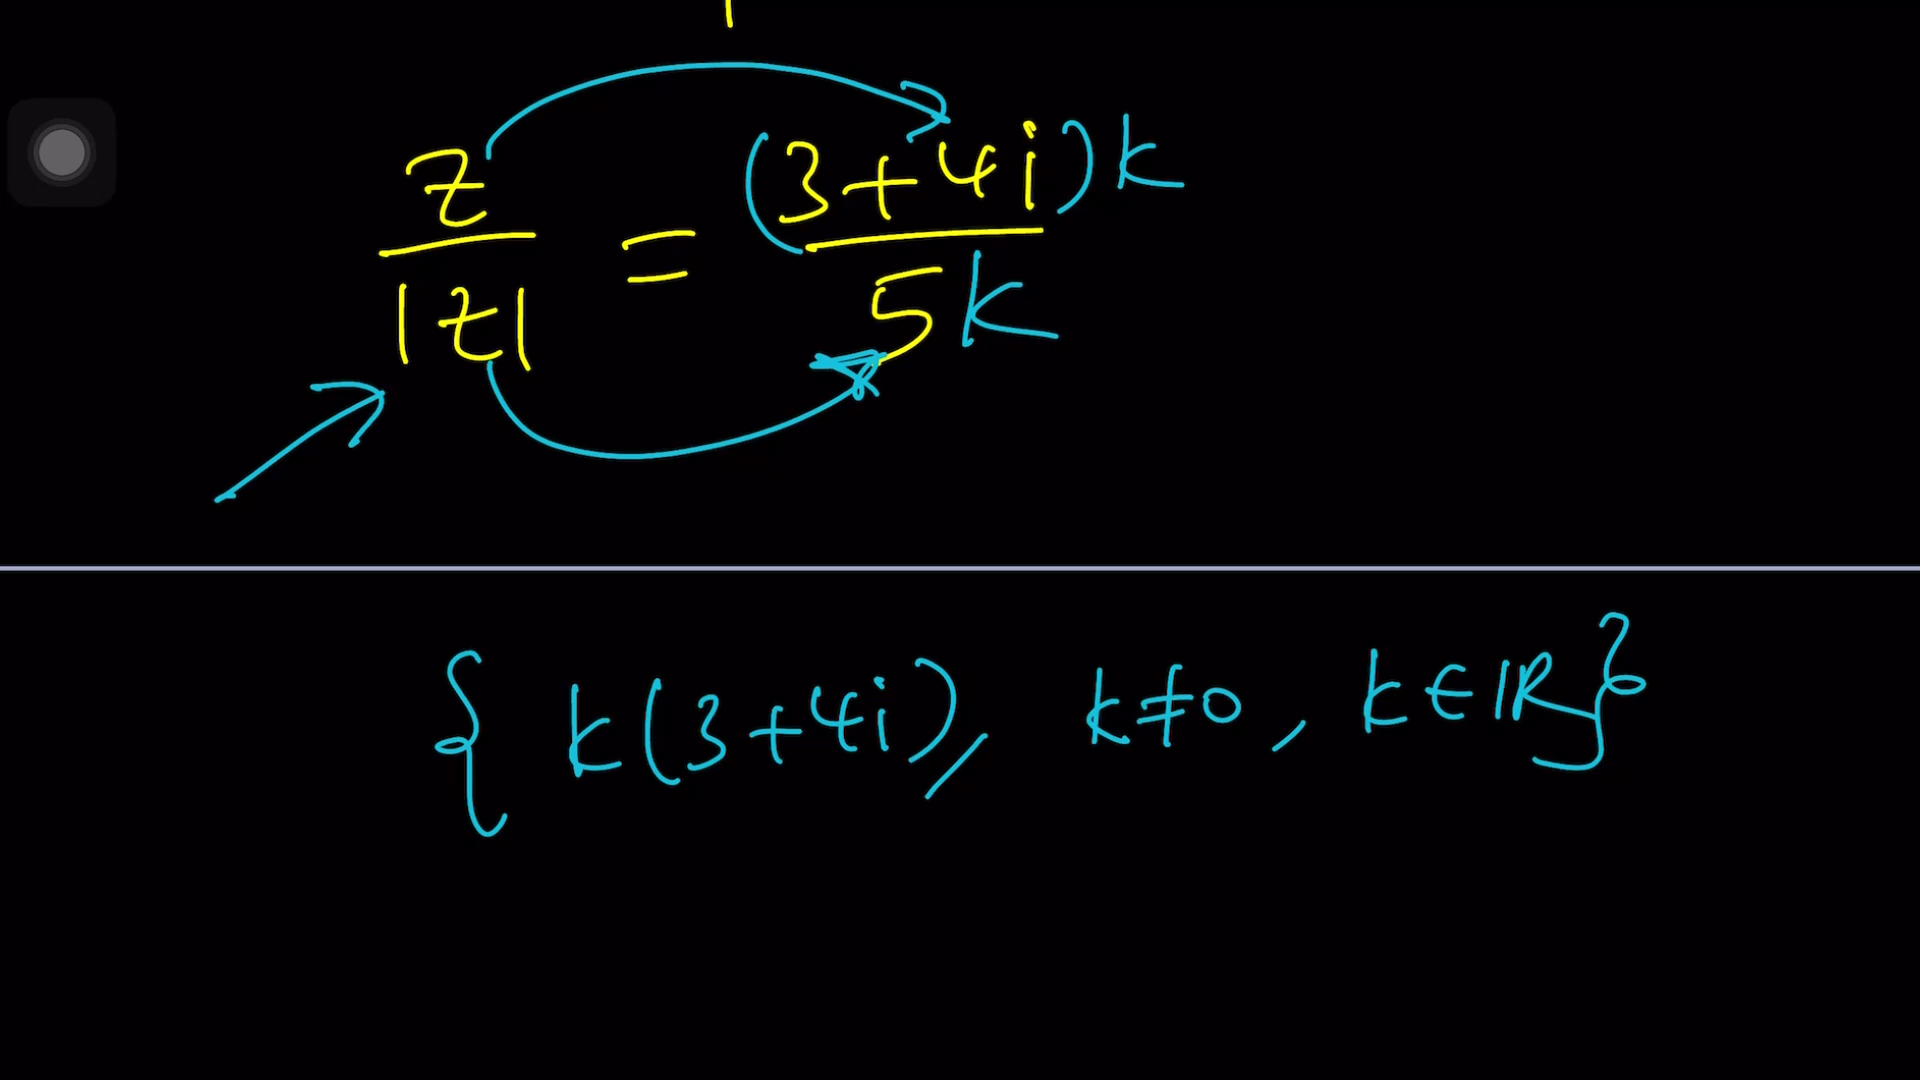 z/|z| = (3+4i)k/5k
{ k(3+4i), k≠0, k∈ℝ}